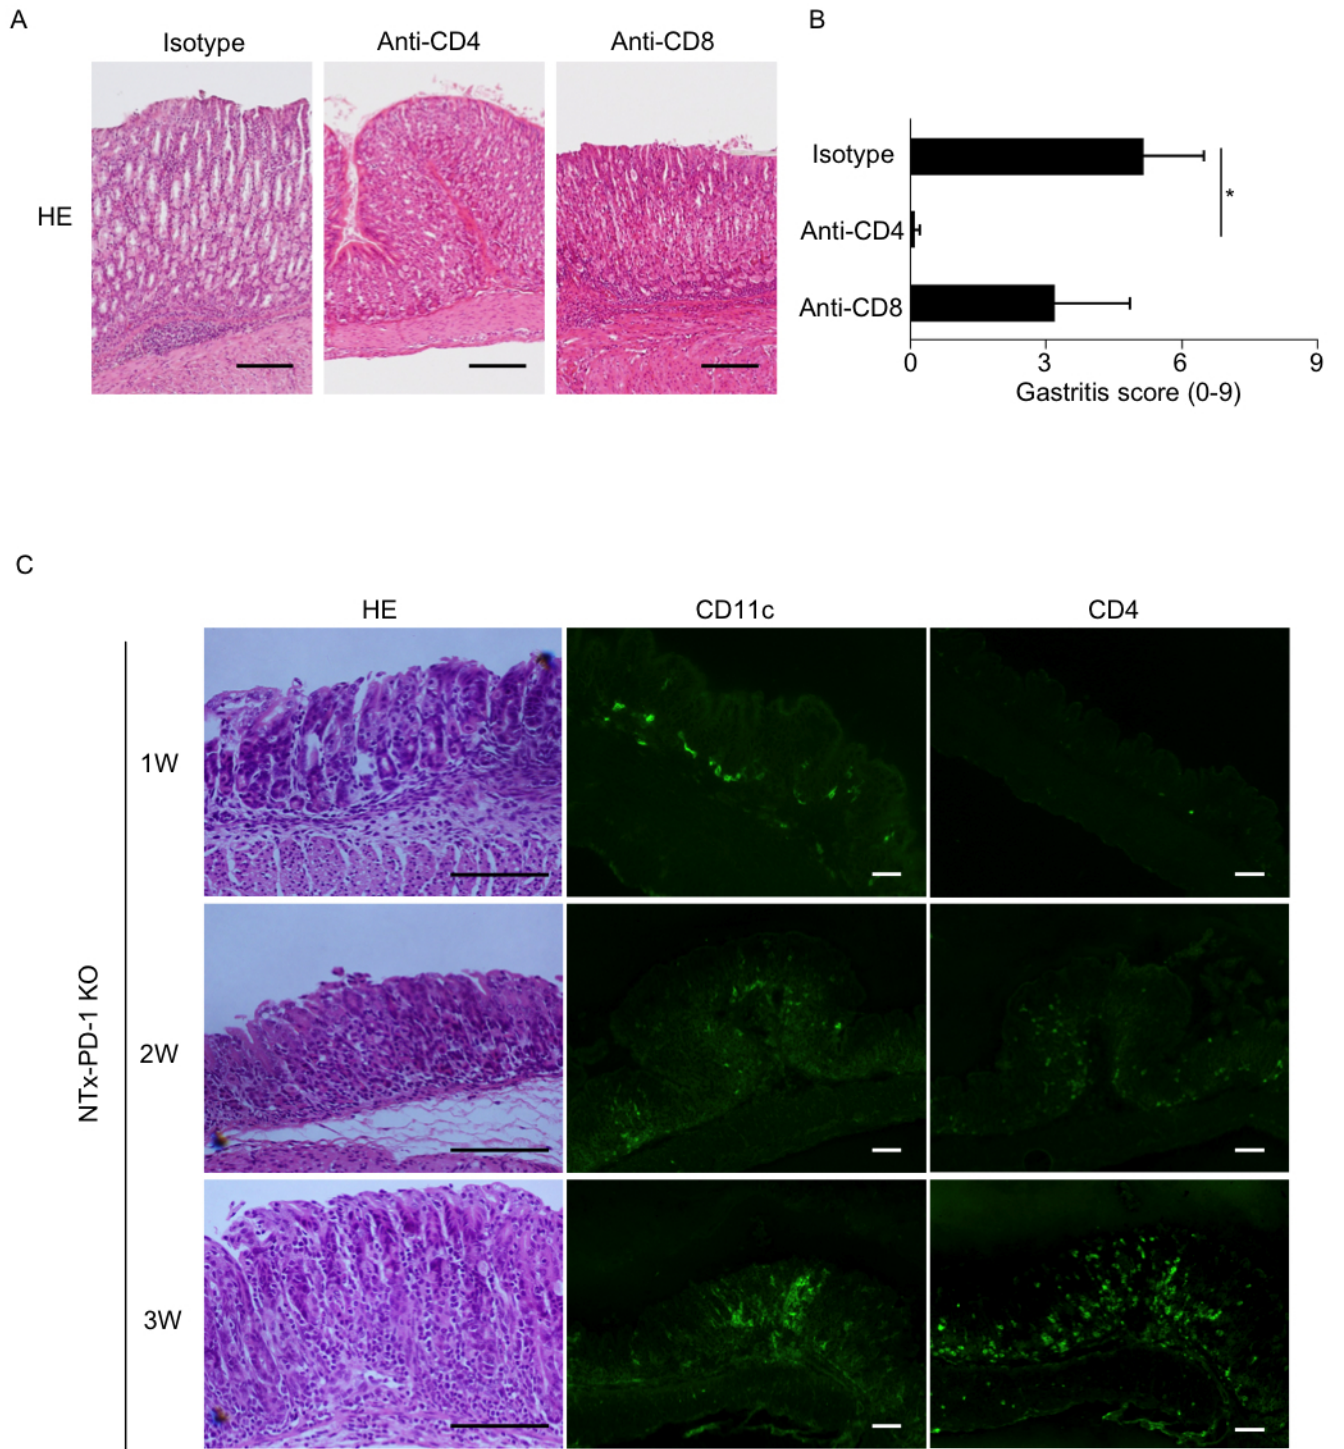 A
Isotype
Anti-CD4
Anti-CD8
HE
B
Isotype
Anti-CD4
Anti-CD8
*
0 3 6 9
Gastritis score (0-9)
C
HE
CD11c
CD4
NTx-PD-1 KO
1W
2W
3W